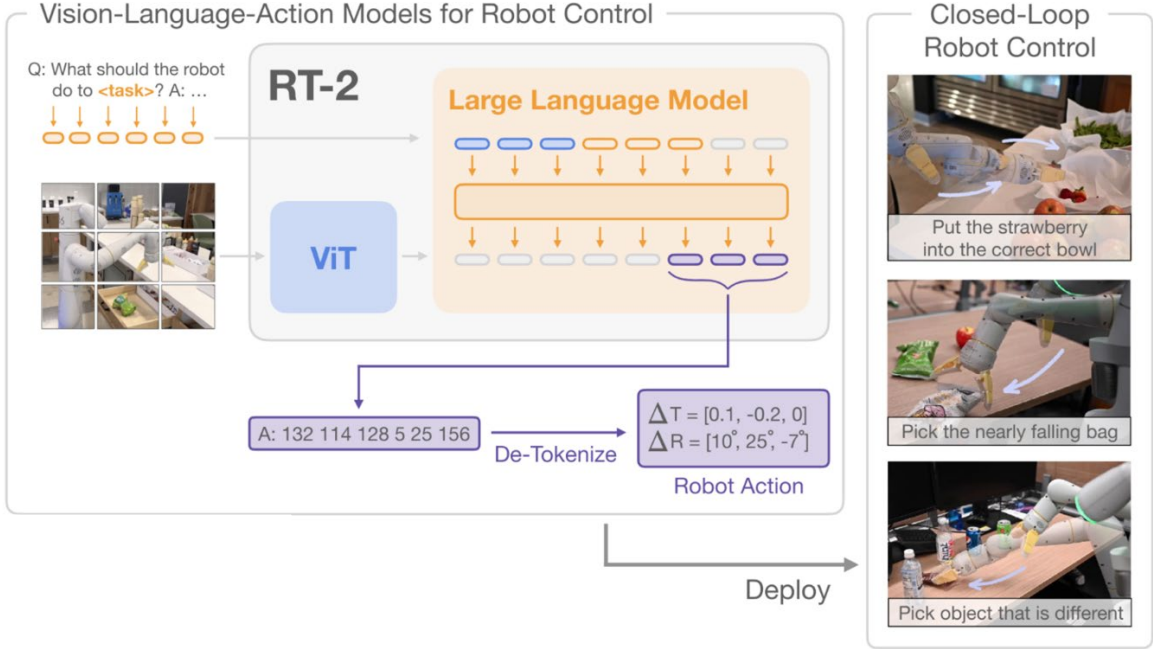 Vision-Language-Action Models for Robot Control
Q: What should the robot
do to <task>? A: ...
RT-2
Large Language Model
ViT
A: 132 114 128 5 25 156
De-Tokenize
Δ T = [0.1, -0.2, 0]
Δ R = [10°, 25°, -7°]
Robot Action
Deploy
Closed-Loop
Robot Control
Put the strawberry
into the correct bowl
Pick the nearly falling bag
Pick object that is different